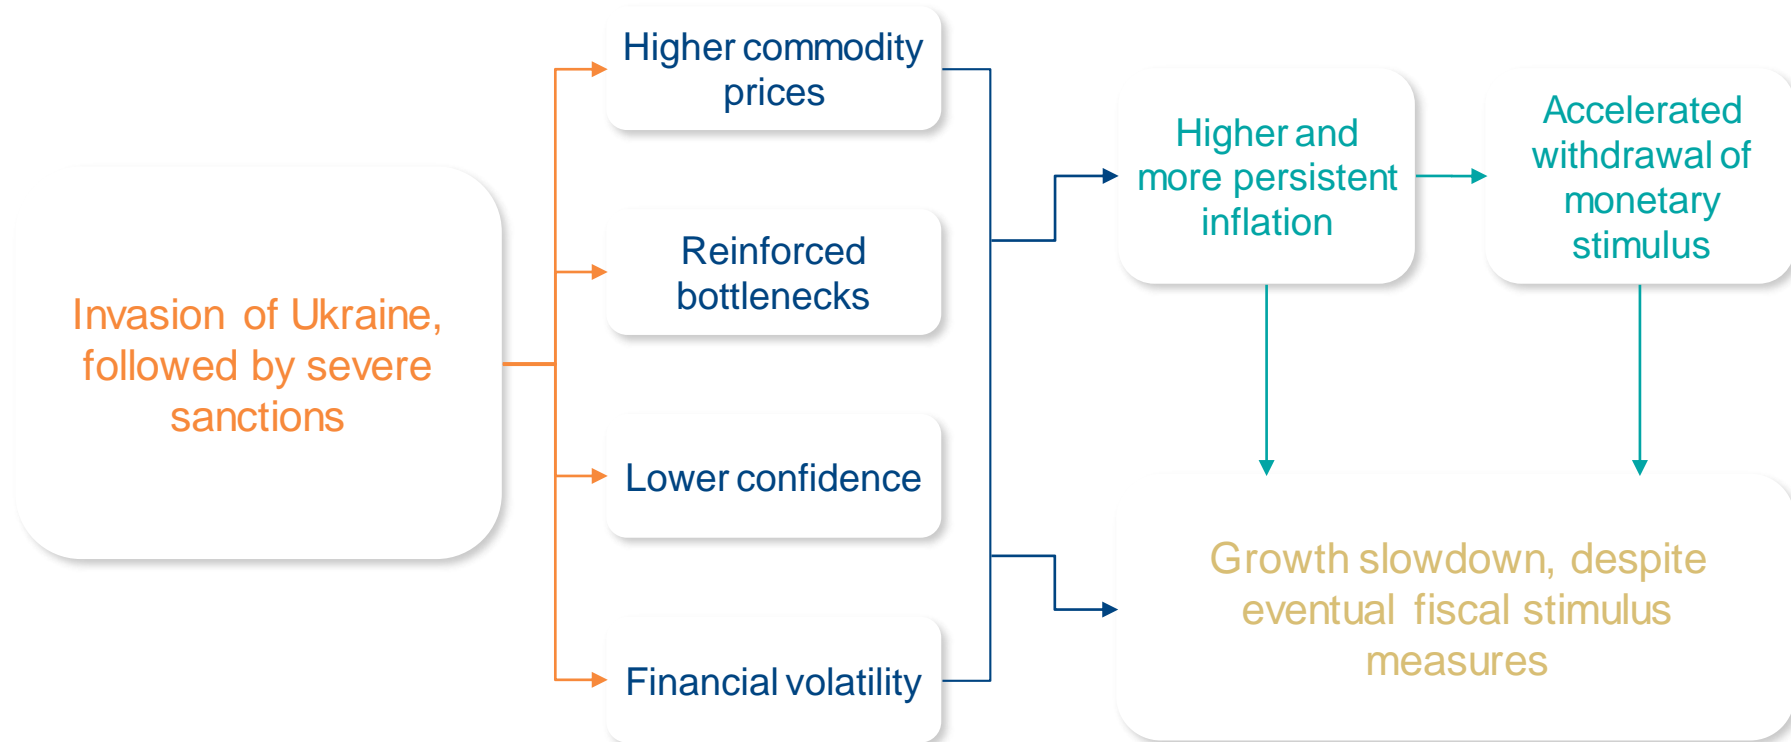 Invasion of Ukraine,
followed by severe
sanctions
Higher commodity
prices
Reinforced
bottlenecks
Lower confidence
Financial volatility
Higher and
more persistent
inflation
Accelerated
withdrawal of
monetary
stimulus
Growth slowdown, despite
eventual fiscal stimulus
measures